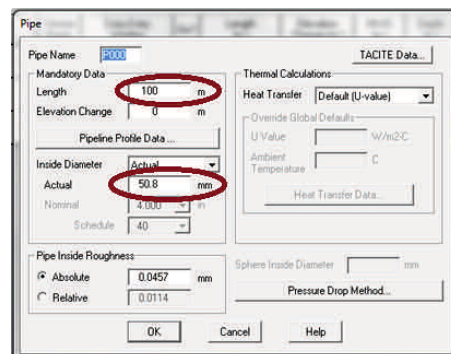 Pipe
Pipe Name P000 TACITE Data...
Mandatory Data
Length 100 m
Elevation Change 0 m
Pipeline Profile Data ...
Inside Diameter Actual
Actual 50.8 mm
Nominal 4.000 in
Schedule 40
Pipe Inside Roughness
Absolute 0.0457 mm
Relative 0.0114
Thermal Calculations
Heat Transfer Default (U-value)
Override Global Defaults
U Value W/m2-C
Ambient Temperature C
Heat Transfer Data...
Sphere Inside Diameter mm
Pressure Drop Method...
OK Cancel Help